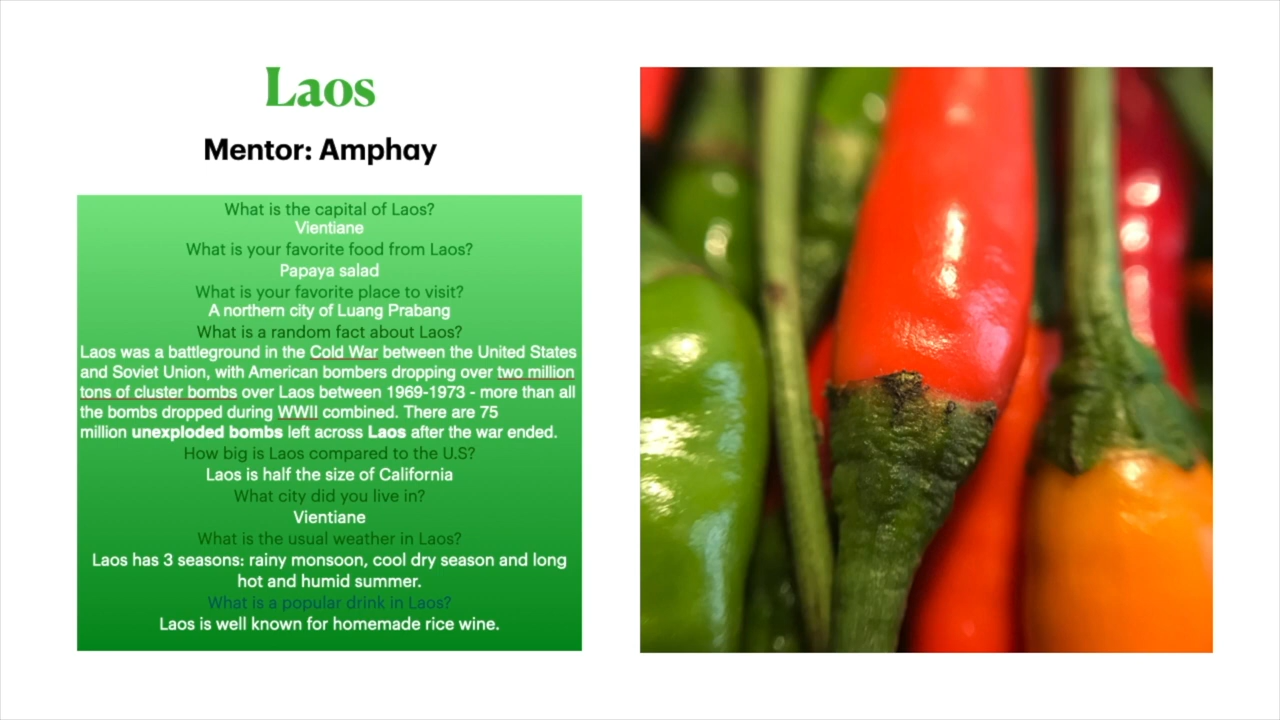 Laos
Mentor: Amphay
What is the capital of Laos?
Vientiane
What is your favorite food from Laos?
Papaya salad
What is your favorite place to visit?
A northern city of Luang Prabang
What is a random fact about Laos?
Laos was a battleground in the Cold War between the United States
and Soviet Union, with American bombers dropping over two million
tons of cluster bombs over Laos between 1969-1973 - more than all
the bombs dropped during WWII combined. There are 75
million unexploded bombs left across Laos after the war ended.
How big is Laos compared to the U.S?
Laos is half the size of California
What city did you live in?
Vientiane
What is the usual weather in Laos?
Laos has 3 seasons: rainy monsoon, cool dry season and long
hot and humid summer.
What is a popular drink in Laos?
Laos is well known for homemade rice wine.